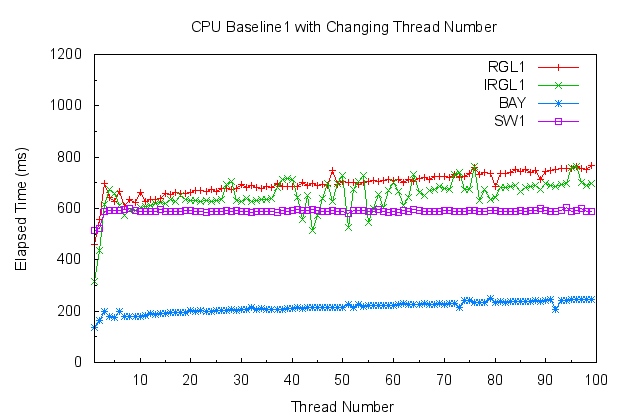 CPU Baseline1 with Changing Thread Number
1200
1000
800
600
400
200
0
Elapsed Time (ms)
RGL1
IRGL1
BAY
SW1
10 20 30 40 50 60 70 80 90 100
Thread Number